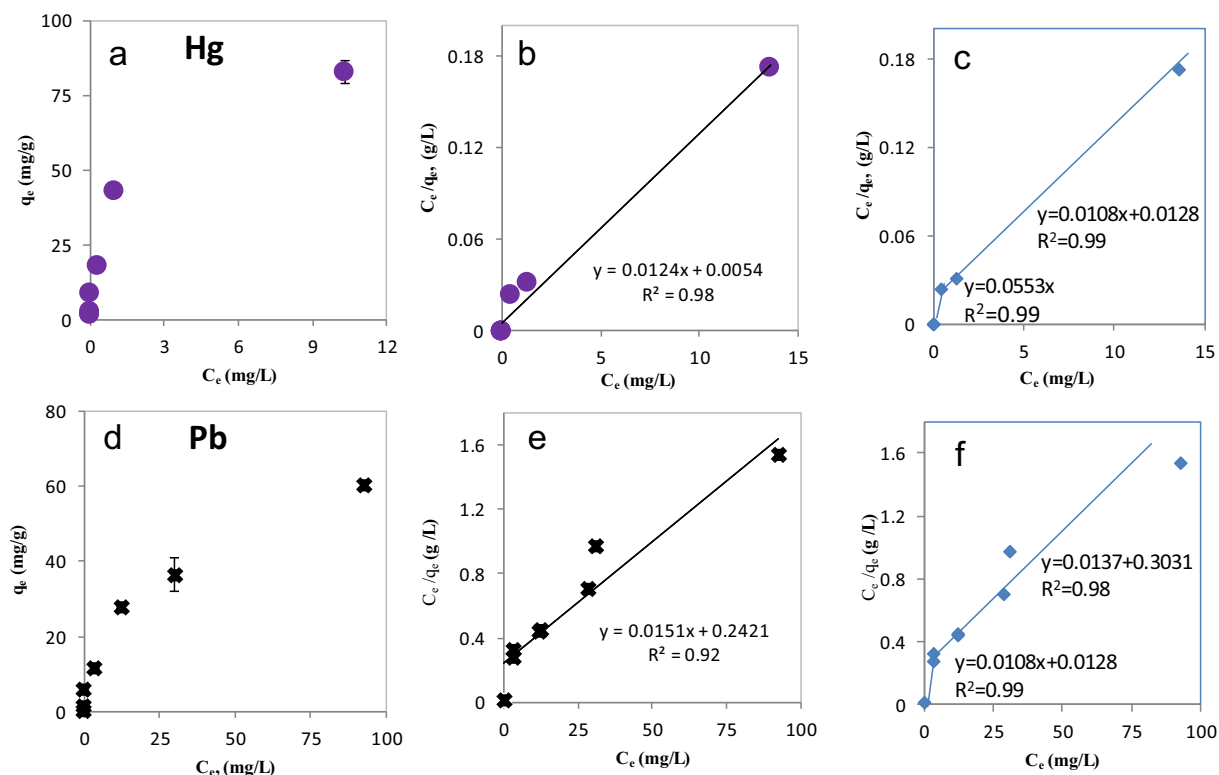 a Hg
100
75
50
25
0
0 3 6 9 12
qe (mg/g)
Ce (mg/L)
b
0.18
0.12
0.06
0
0 5 10 15
Ce /qe, (g/L)
Ce (mg/L)
y = 0.0124x + 0.0054
R² = 0.98
c
0.18
0.12
0.06
0
0 5 10 15
Ce /qe, (g/L)
Ce (mg/L)
y=0.0108x+0.0128
R2=0.99
y=0.0553x
R2=0.99
d Pb
80
60
40
20
0
0 25 50 75 100
qe (mg/g)
Ce, (mg/L)
e
1.6
1.2
0.8
0.4
0
0 25 50 75 100
Ce /qe (g /L)
Ce (mg/L)
y = 0.0151x + 0.2421
R² = 0.92
f
1.6
1.2
0.8
0.4
0
0 25 50 75 100
Ce /qe (g /L)
Ce (mg/L)
y=0.0137+0.3031
R2=0.98
y=0.0108x+0.0128
R2=0.99